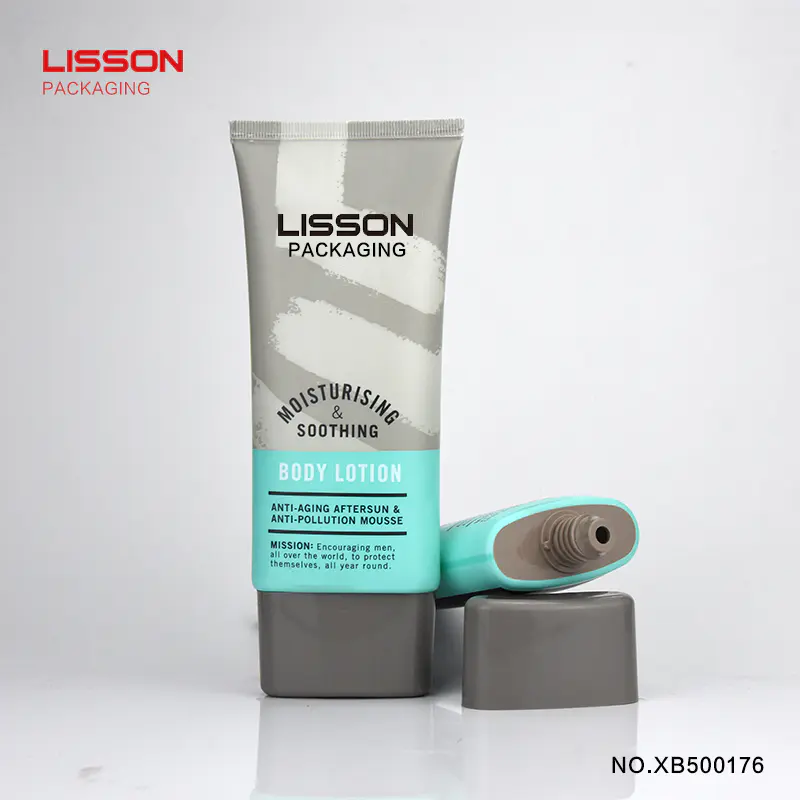 LISSON
PACKAGING
LISSON
PACKAGING
MOISTURISING
&
SOOTHING
BODY LOTION
ANTI-AGING AFTERSUN &
ANTI-POLLUTION MOUSSE
MISSION: Encouraging men,
all over the world, to protect
themselves, all year round.
NO.XB500176